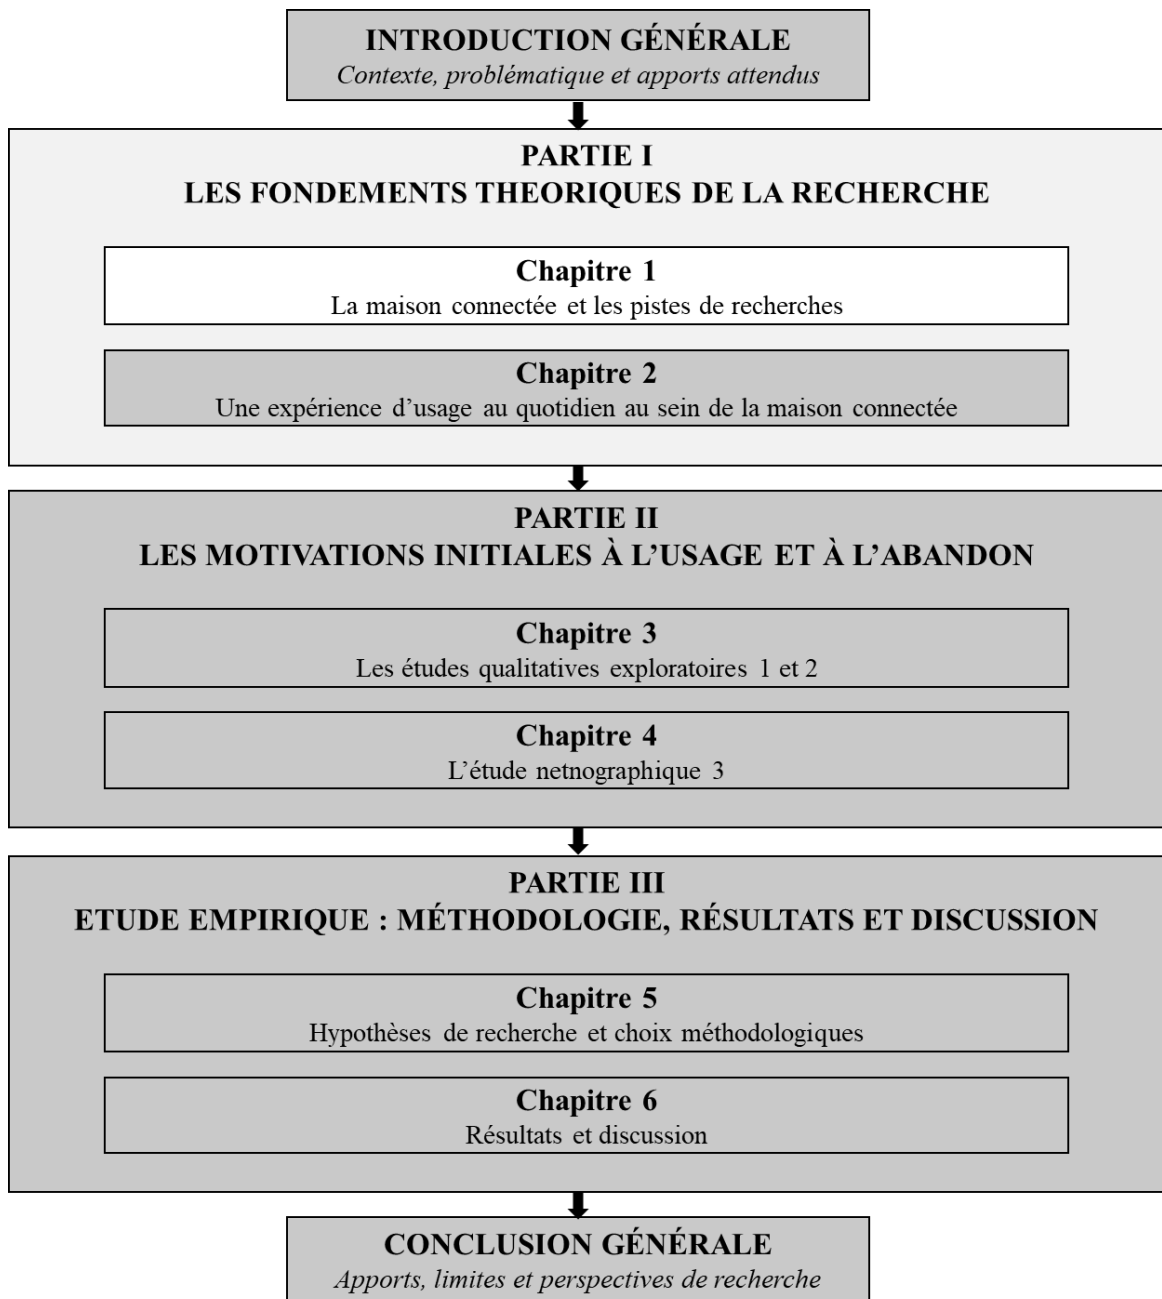 INTRODUCTION GÉNÉRALE
Contexte, problématique et apports attendus
PARTIE I
LES FONDEMENTS THEORIQUES DE LA RECHERCHE
Chapitre 1
La maison connectée et les pistes de recherches
Chapitre 2
Une expérience d’usage au quotidien au sein de la maison connectée
PARTIE II
LES MOTIVATIONS INITIALES À L’USAGE ET À L’ABANDON
Chapitre 3
Les études qualitatives exploratoires 1 et 2
Chapitre 4
L’étude netnographique 3
PARTIE III
ETUDE EMPIRIQUE : MÉTHODOLOGIE, RÉSULTATS ET DISCUSSION
Chapitre 5
Hypothèses de recherche et choix méthodologiques
Chapitre 6
Résultats et discussion
CONCLUSION GÉNÉRALE
Apports, limites et perspectives de recherche